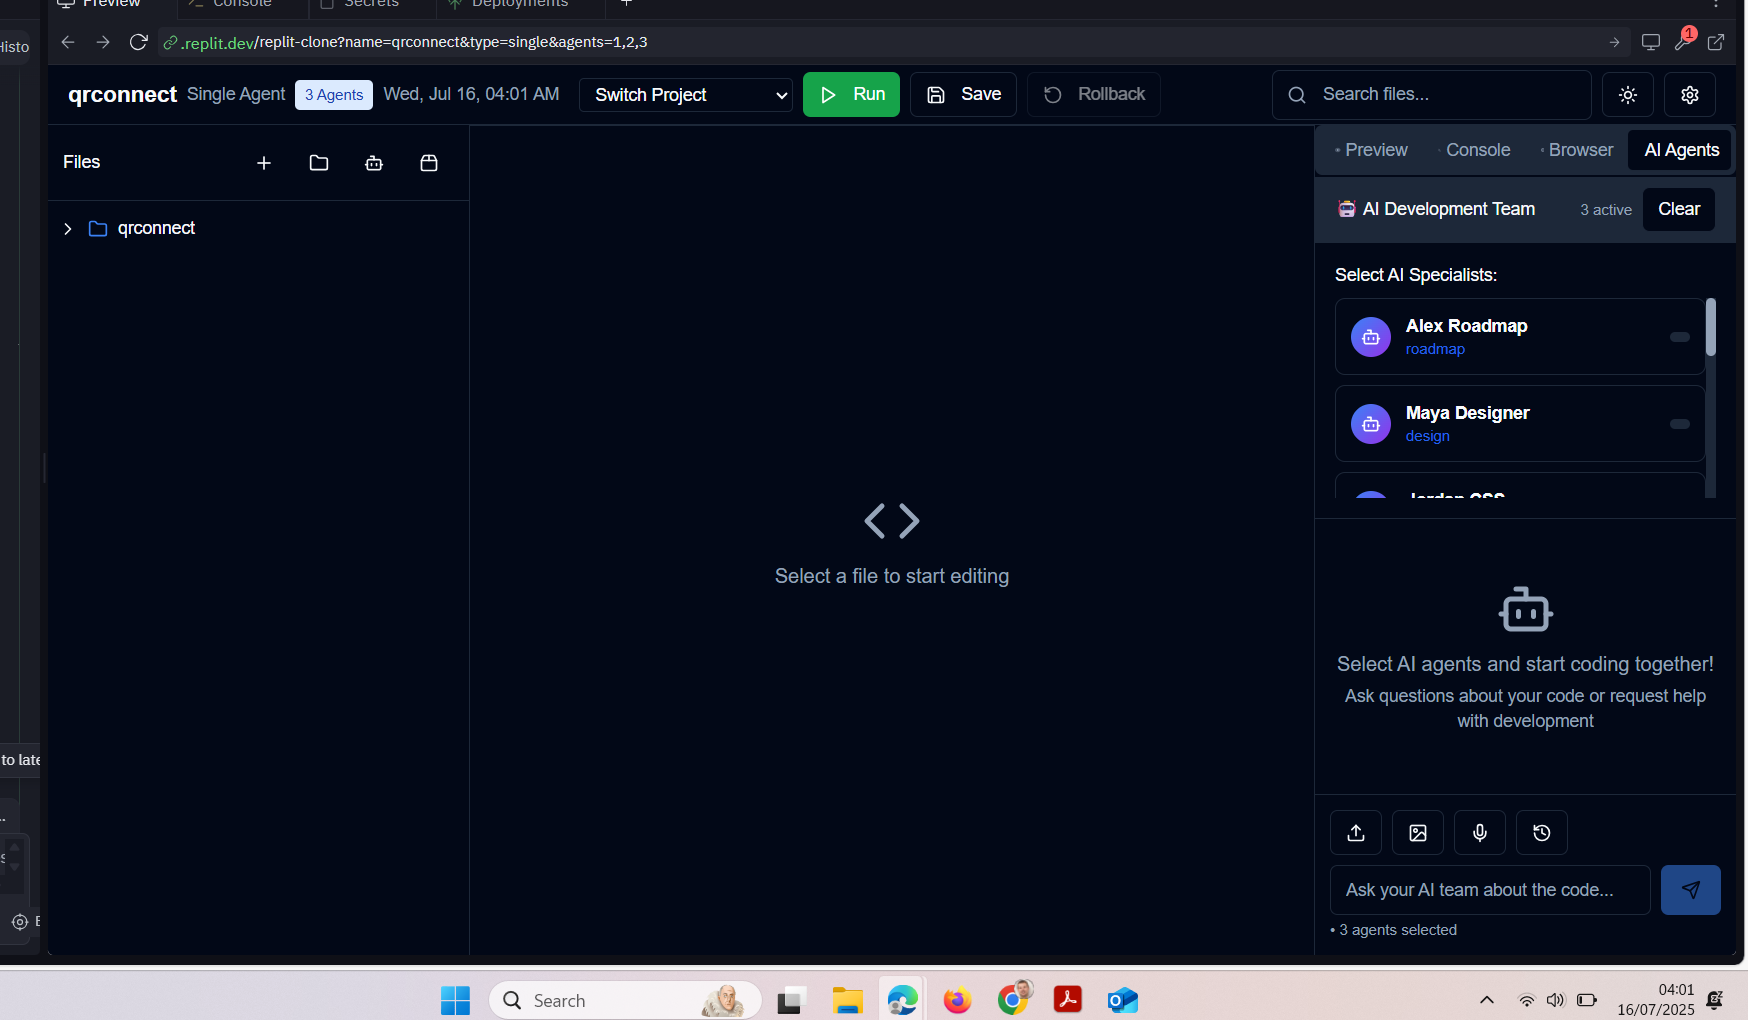 Preview
Console
Secrets
Deployments
Histo
.replit.dev/replit-clone?name=qrconnect&type=single&agents=1,2,3
1
qrconnect Single Agent 3 Agents Wed, Jul 16, 04:01 AM Switch Project Run Save Rollback Search files...
Files
qrconnect
Select a file to start editing
Preview Console Browser AI Agents
AI Development Team 3 active Clear
Select AI Specialists:
Alex Roadmap
roadmap
Maya Designer
design
Jordan CSS
Select AI agents and start coding together!
Ask questions about your code or request help
with development
to late
Ask your AI team about the code...
• 3 agents selected
Search
04:01
16/07/2025